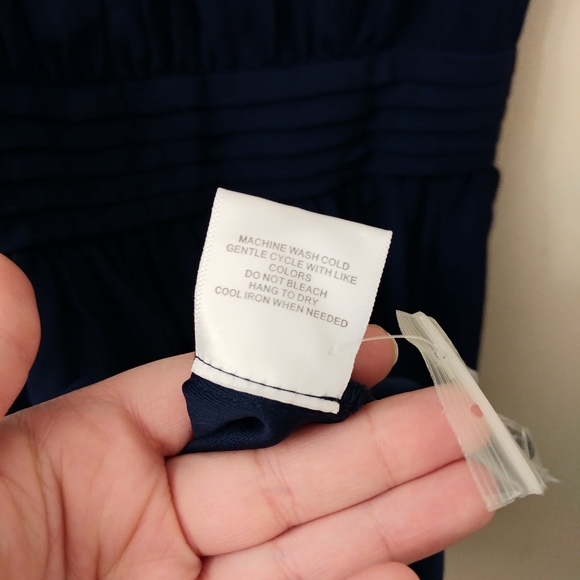 MACHINE WASH COLD
GENTLE CYCLE WITH LIKE
COLORS
DO NOT BLEACH
HANG TO DRY
COOL IRON WHEN NEEDED